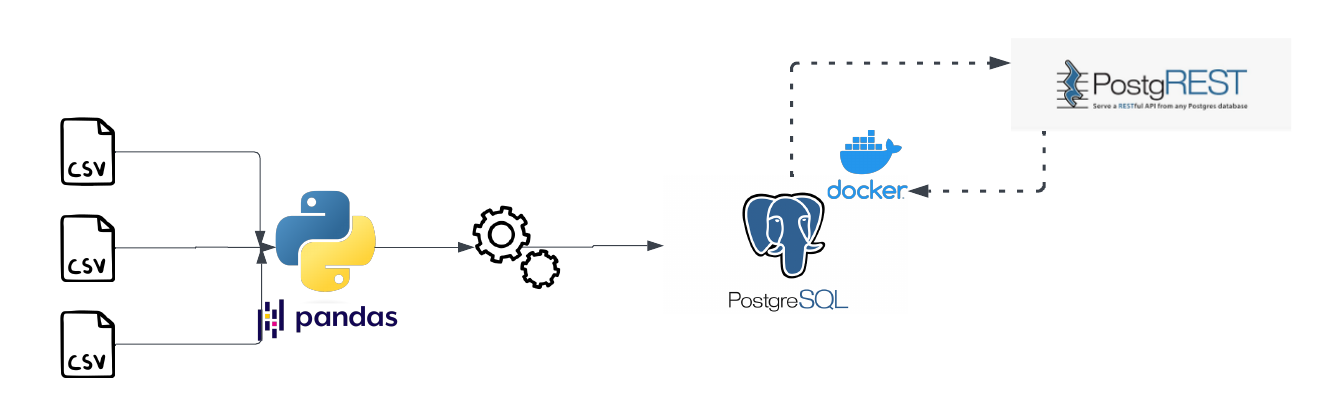 CSV
CSV
CSV
pandas
PostgreSQL
docker
PostgREST
Serve a RESTful API from any Postgres database